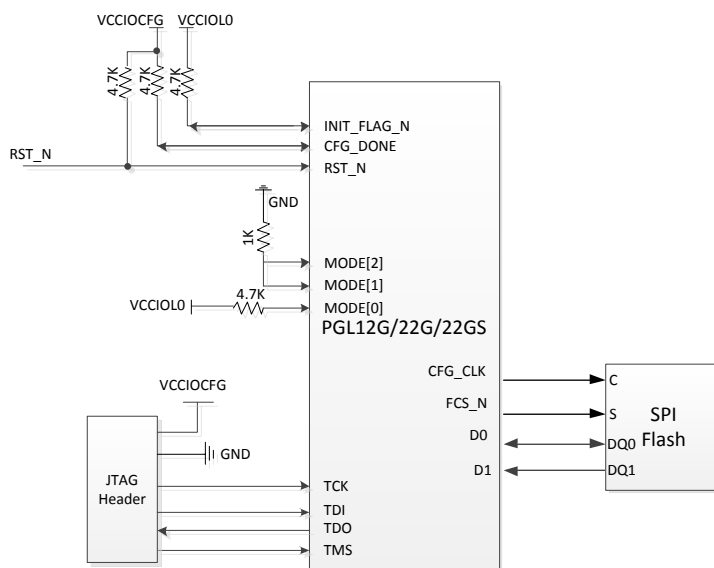 VCCIOCFG
VCCIOL0
4.7K
4.7K
4.7K
INIT_FLAG_N
CFG_DONE
RST_N
RST_N
GND
1K
MODE[2]
MODE[1]
MODE[0]
VCCIOL0
4.7K
PGL12G/22G/22GS
CFG_CLK
FCS_N
D0
D1
C
S
DQ0
DQ1
SPI
Flash
VCCIOCFG
GND
JTAG
Header
TCK
TDI
TDO
TMS